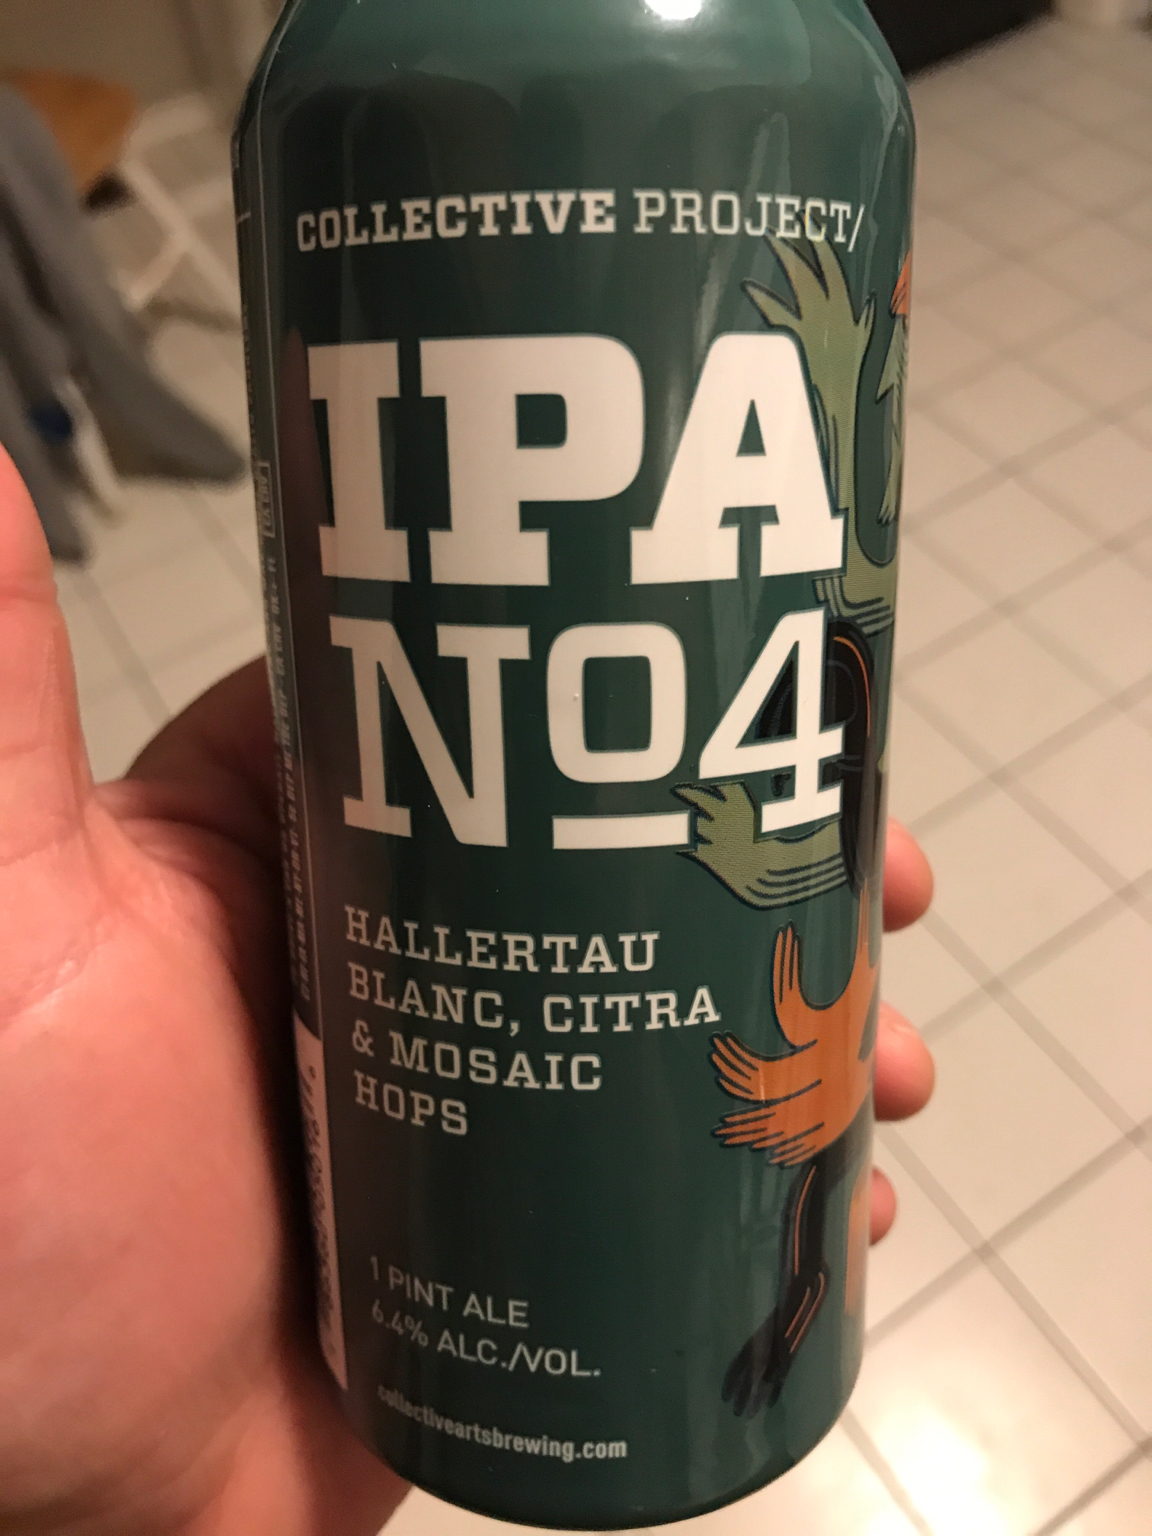 COLLECTIVE PROJECT/
IPA
No4
HALLERTAU
BLANC, CITRA
& MOSAIC
HOPS
1 PINT ALE
6.4% ALC./VOL.
collectiveartsbrewing.com